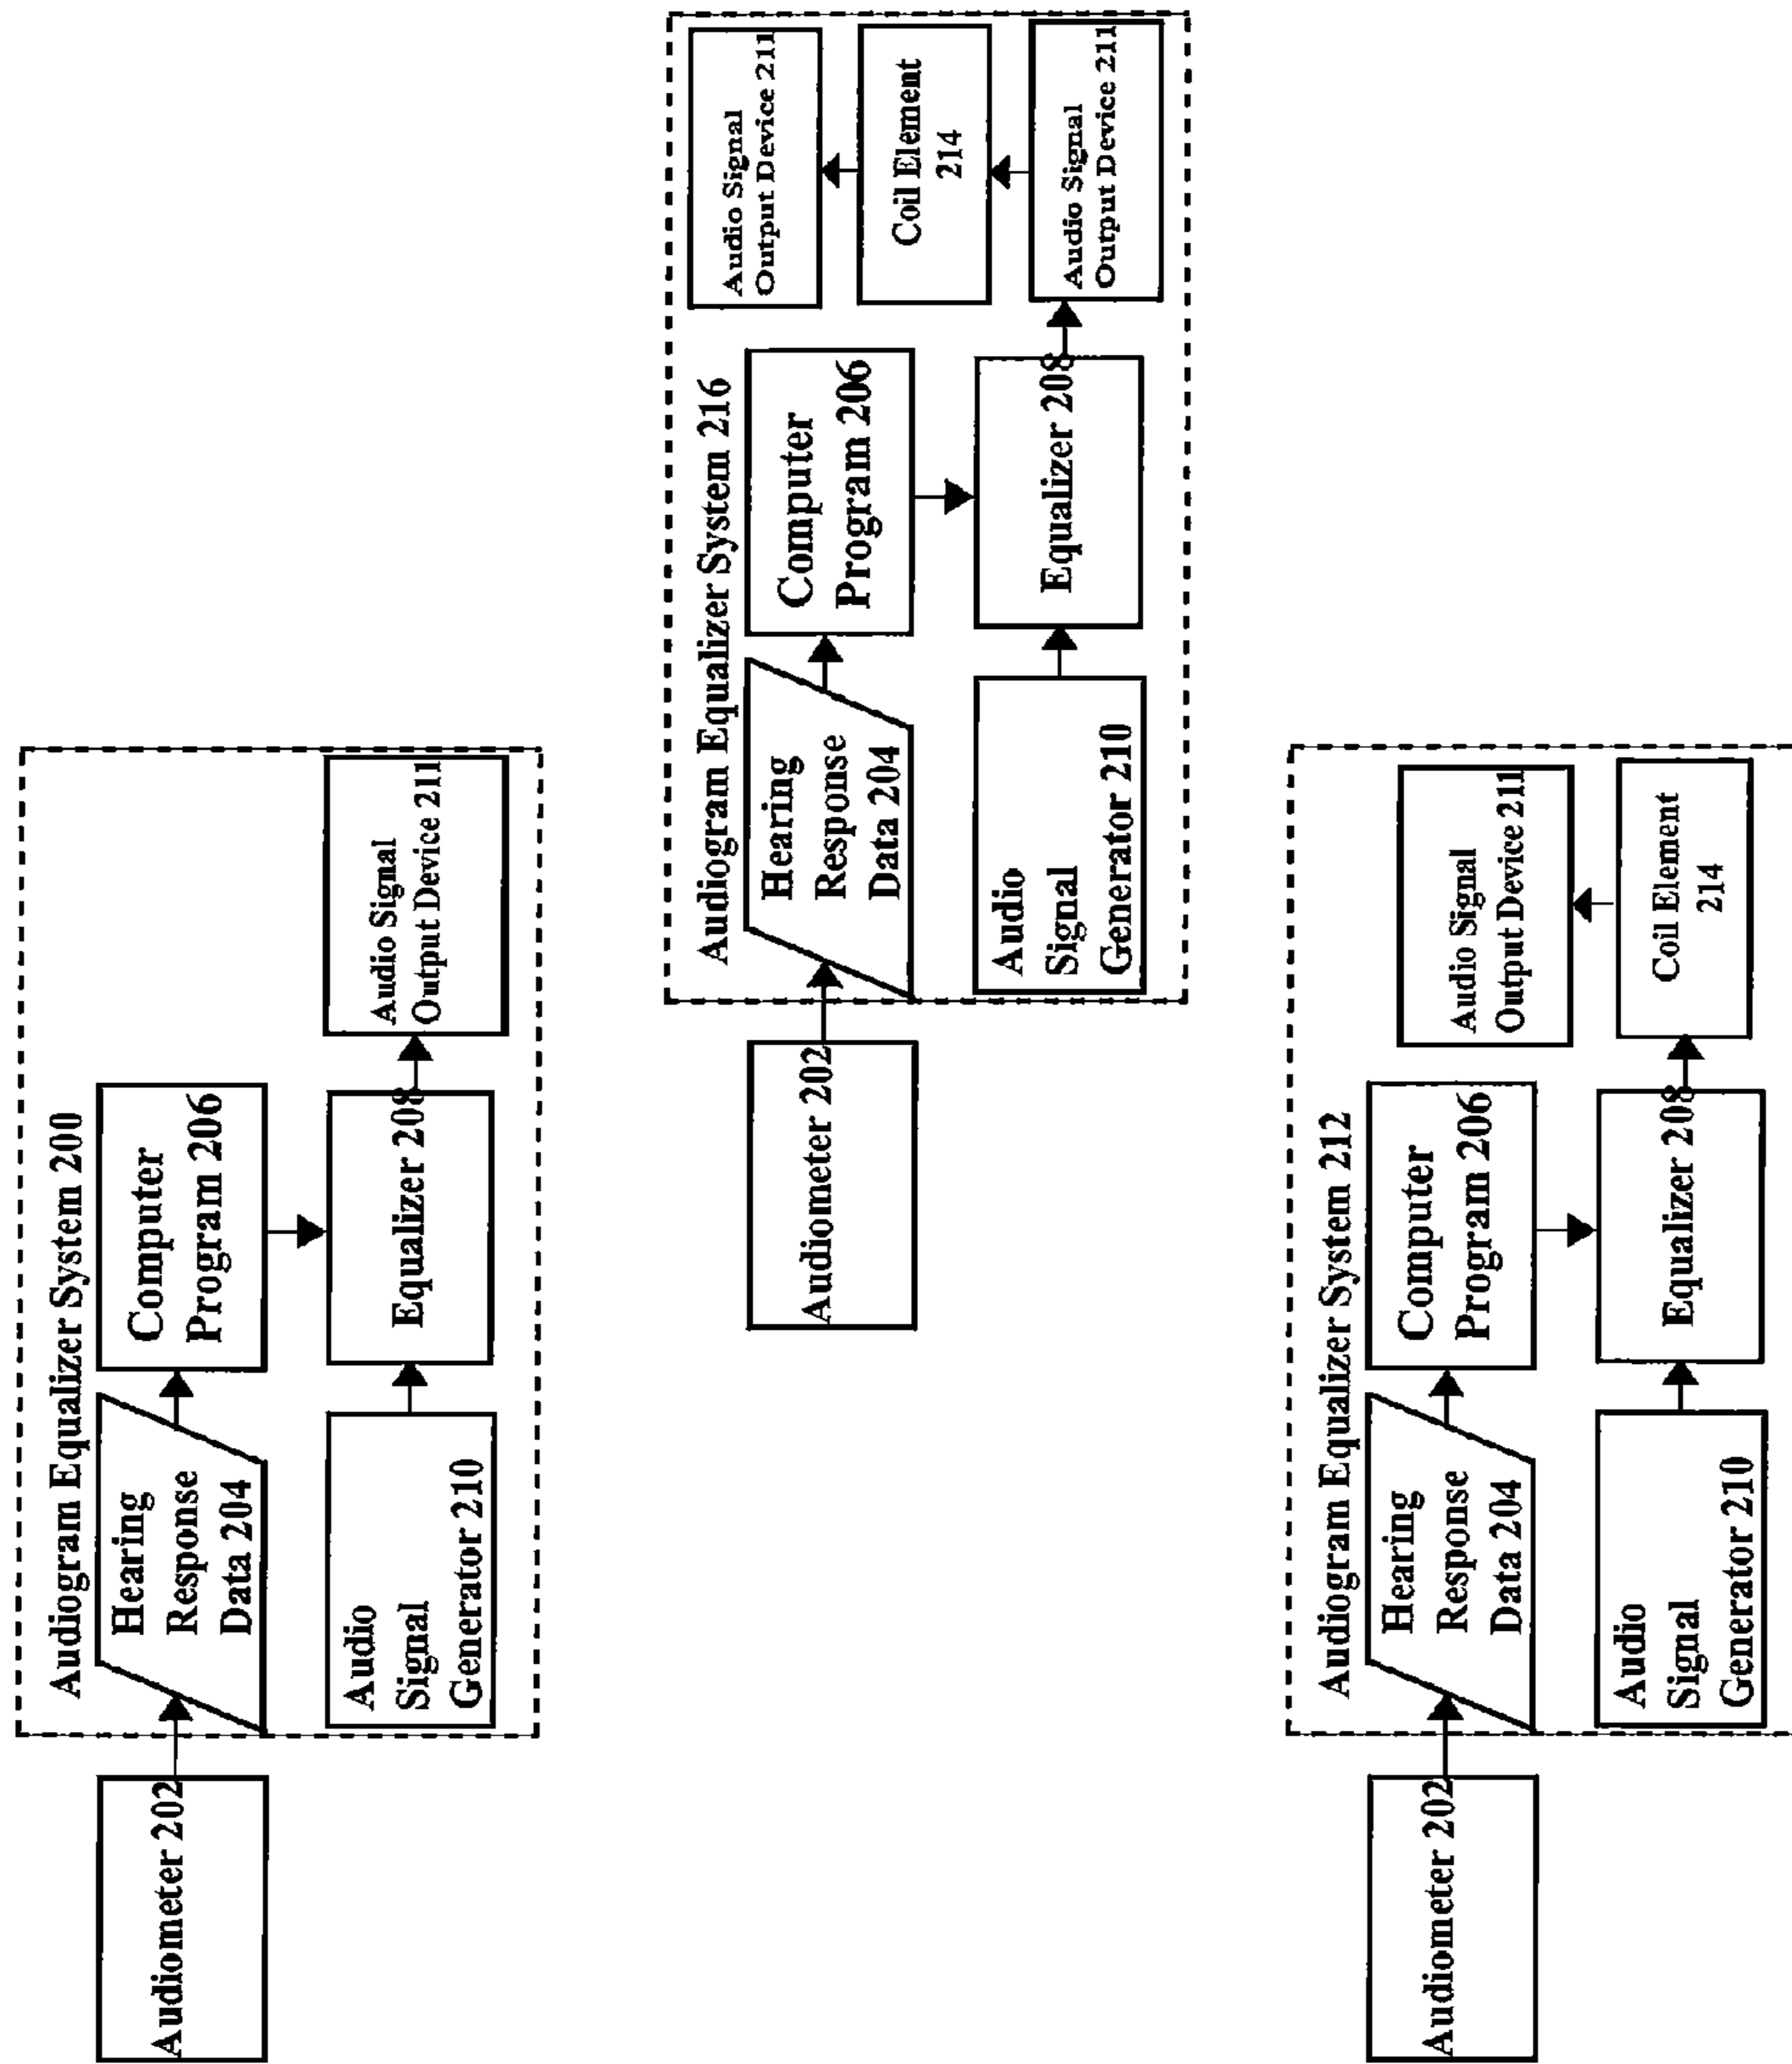 Audiogram Equalizer System 200
Audiometer 202
Hearing
Response
Data 204
Computer
Program 206
Audio
Signal
Generator 210
Equalizer 208
Audio Signal
Output Device 211
Audiogram Equalizer System 216
Audiometer 202
Hearing
Response
Data 204
Computer
Program 206
Audio
Signal
Generator 210
Equalizer 208
Audio Signal
Output Device 211
Coil Element
214
Audio Signal
Output Device 211
Audiogram Equalizer System 212
Audiometer 202
Hearing
Response
Data 204
Computer
Program 206
Audio
Signal
Generator 210
Equalizer 208
Audio Signal
Output Device 211
Coil Element
214